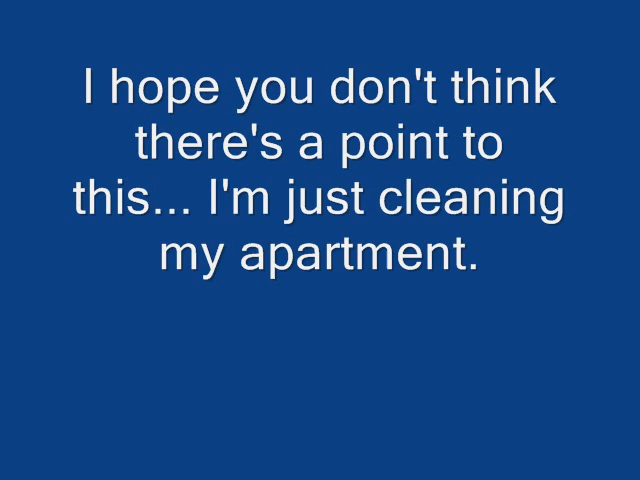 I hope you don't think
there's a point to
this... I'm just cleaning
my apartment.